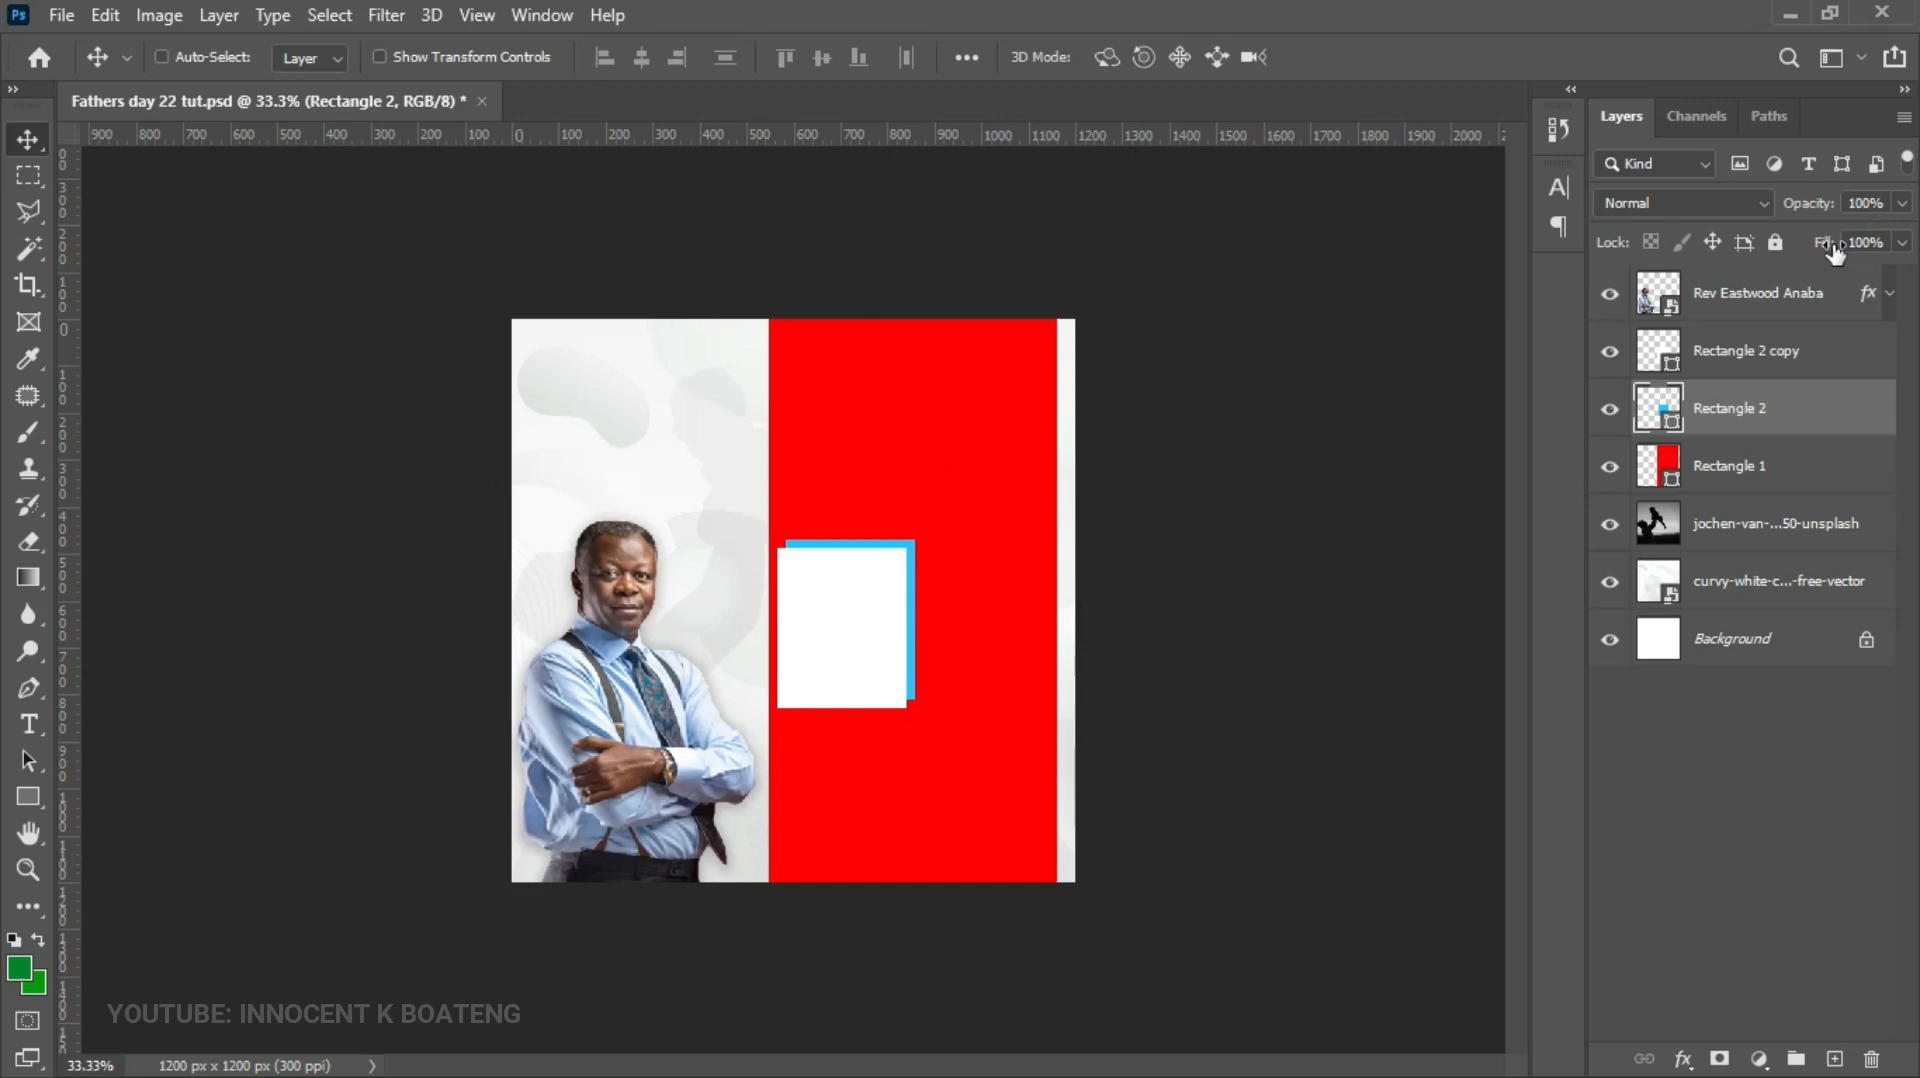 Ps File Edit Image Layer Type Select Filter 3D View Window Help
Auto-Select: Layer Show Transform Controls 3D Mode:
Fathers day 22 tut.psd @ 33.3% (Rectangle 2, RGB/8) *
900 800 700 600 500 400 300 200 100 0 100 200 300 400 500 600 700 800 900 1000 1100 1200 1300 1400 1500 1600 1700 1800 1900 2000
Layers Channels Paths
Kind
Normal Opacity: 100%
Lock: 100%
Rev Eastwood Anaba fx
Rectangle 2 copy
Rectangle 2
Rectangle 1
jochen-van-...50-unsplash
curvy-white-c...-free-vector
Background
YOUTUBE: INNOCENT K BOATENG
33.33% 1200 px x 1200 px (300 ppi)